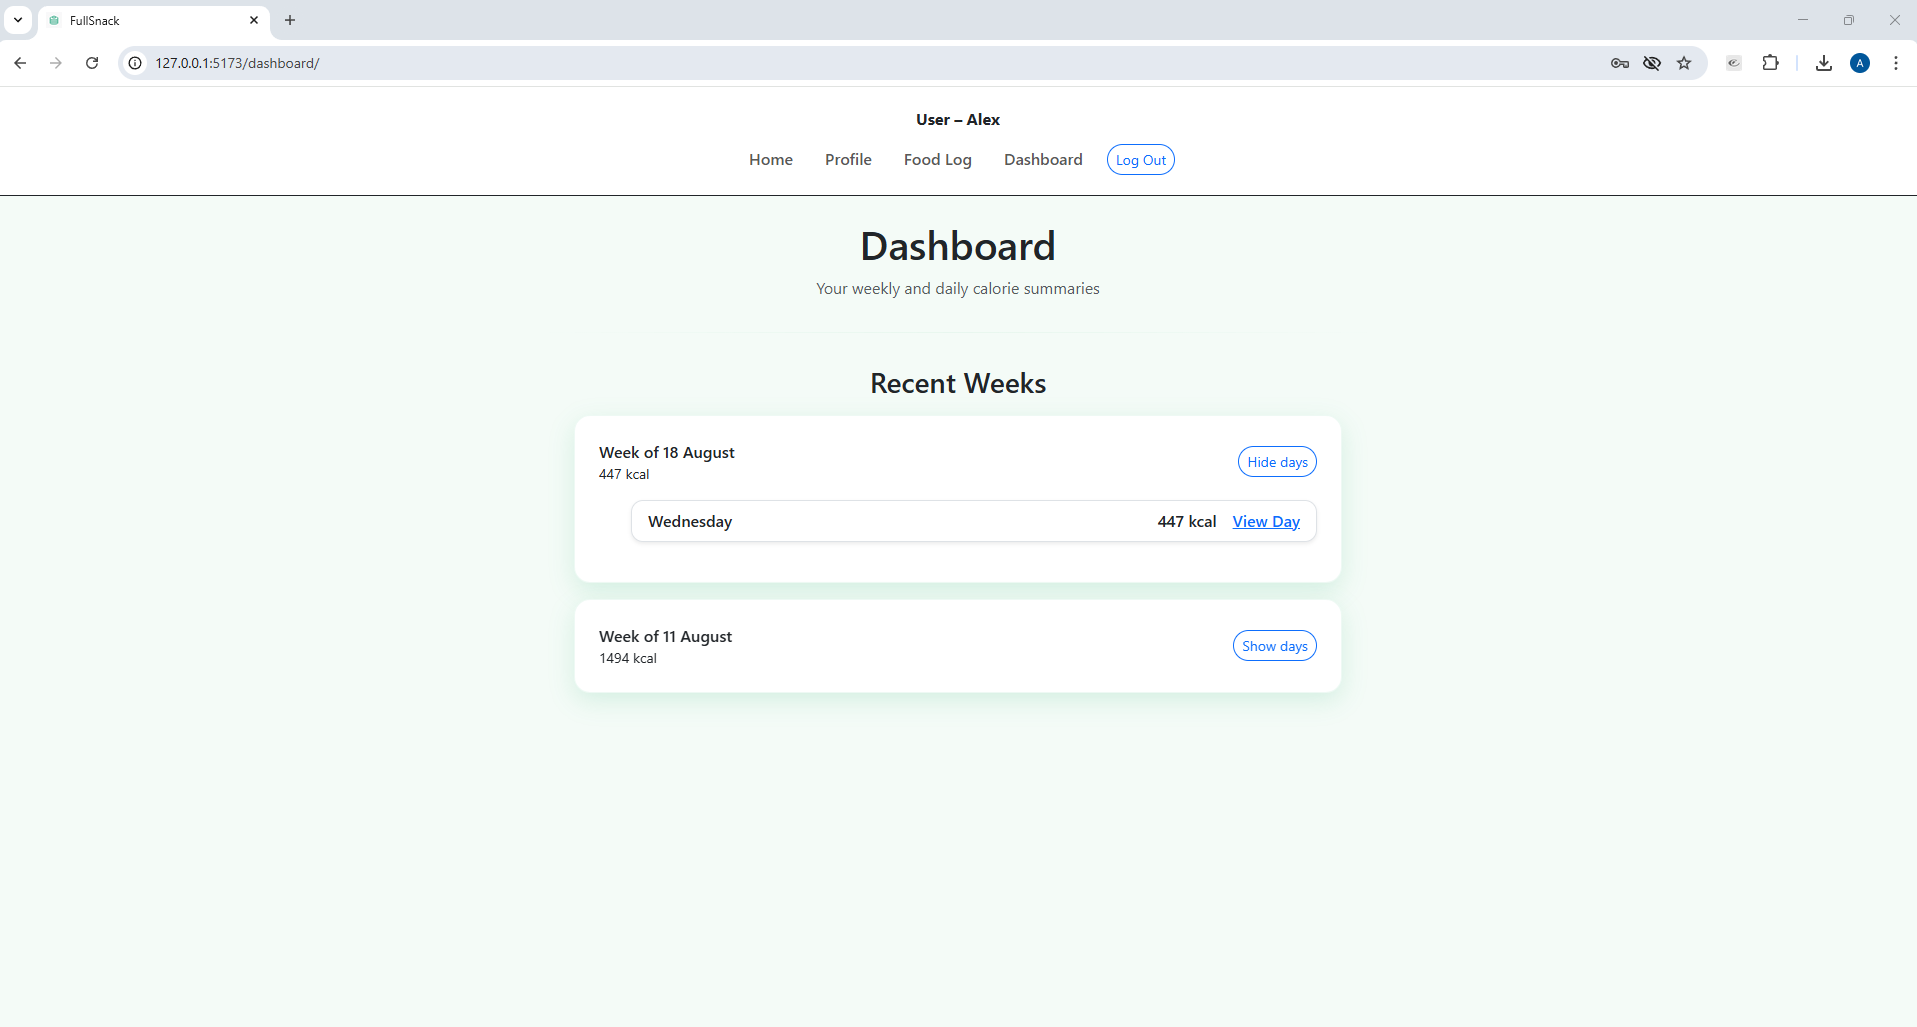 FullSnack
127.0.0.1:5173/dashboard/
A
User – Alex
Home Profile Food Log Dashboard Log Out
Dashboard
Your weekly and daily calorie summaries
Recent Weeks
Week of 18 August
447 kcal
Hide days
Wednesday 447 kcal View Day
Week of 11 August
1494 kcal
Show days